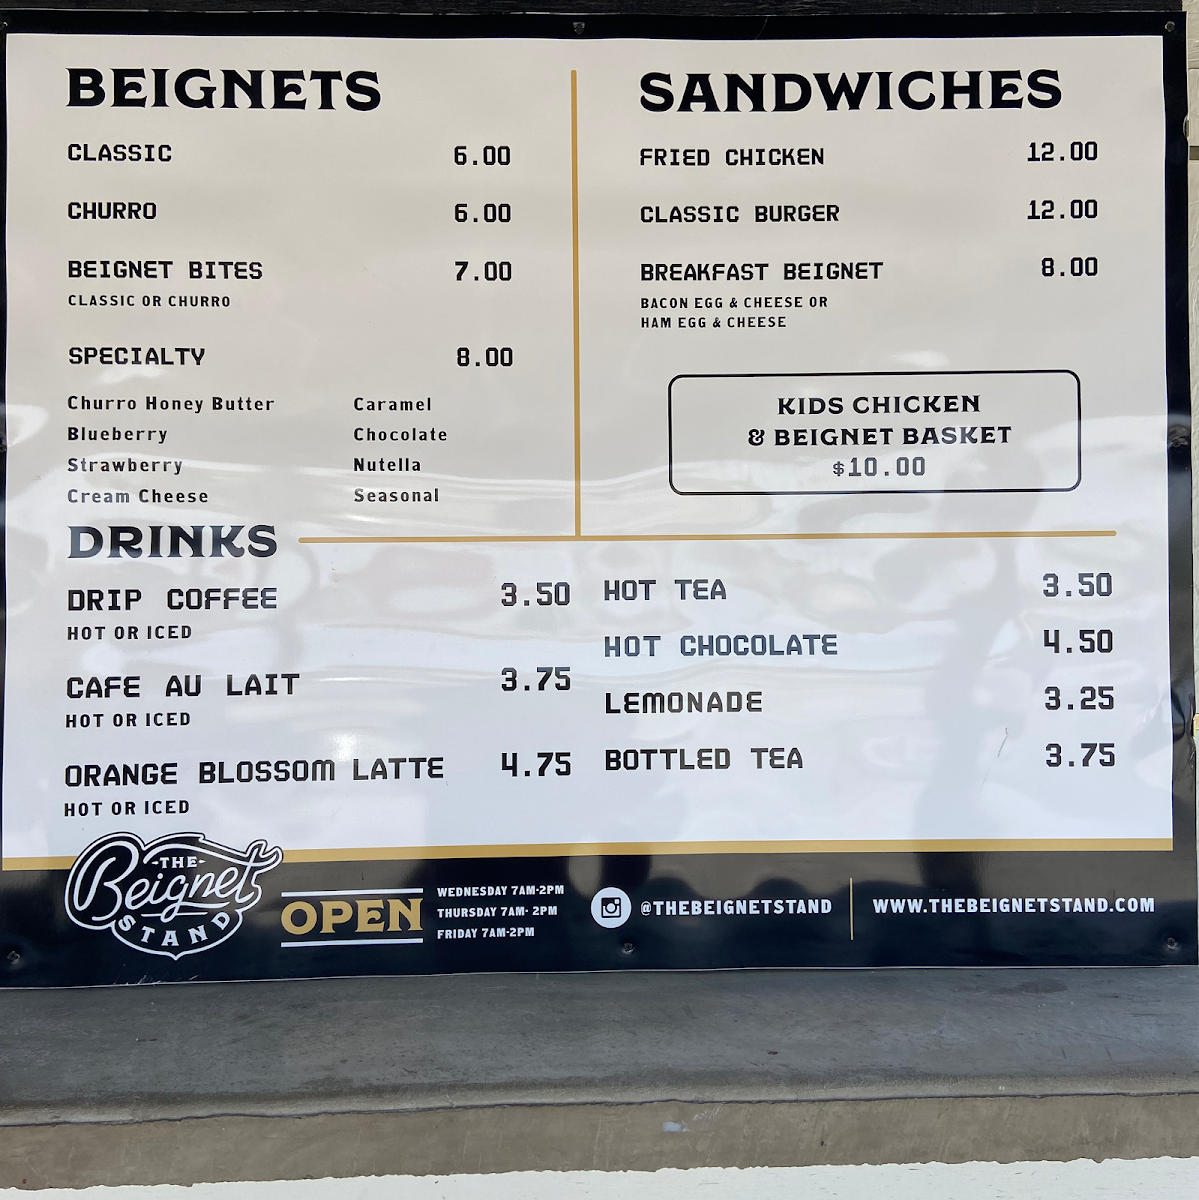 BEIGNETS
CLASSIC 6.00
CHURRO 6.00
BEIGNET BITES 7.00
CLASSIC OR CHURRO
SPECIALTY 8.00
Churro Honey Butter Caramel
Blueberry Chocolate
Strawberry Nutella
Cream Cheese Seasonal
SANDWICHES
FRIED CHICKEN 12.00
CLASSIC BURGER 12.00
BREAKFAST BEIGNET 8.00
BACON EGG & CHEESE OR
HAM EGG & CHEESE
KIDS CHICKEN
& BEIGNET BASKET
$10.00
DRINKS
DRIP COFFEE 3.50
HOT OR ICED
CAFE AU LAIT 3.75
HOT OR ICED
ORANGE BLOSSOM LATTE 4.75
HOT OR ICED
HOT TEA 3.50
HOT CHOCOLATE 4.50
LEMONADE 3.25
BOTTLED TEA 3.75
-THE-
Beignet
STAND
OPEN
WEDNESDAY 7AM-2PM
THURSDAY 7AM- 2PM
FRIDAY 7AM-2PM
@THEBEIGNETSTAND
WWW.THEBEIGNETSTAND.COM